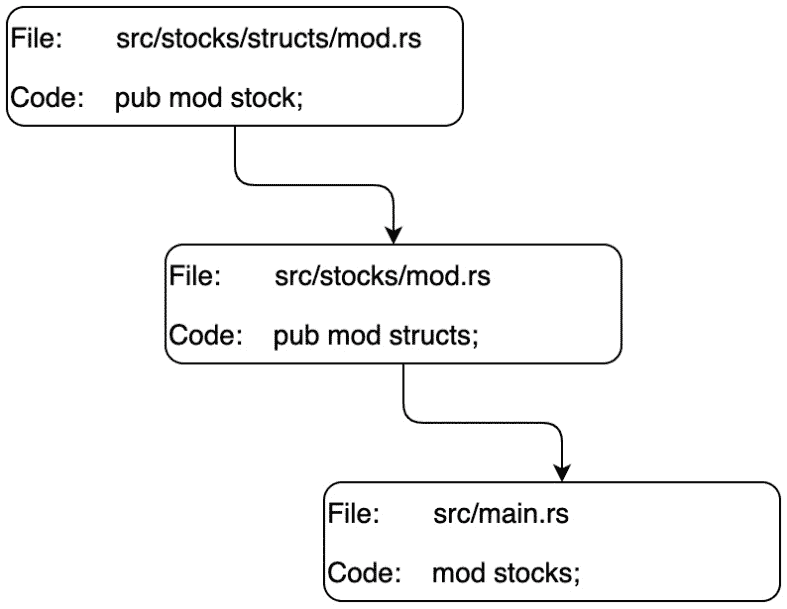 File: src/stocks/structs/mod.rs
Code: pub mod stock;
File: src/stocks/mod.rs
Code: pub mod structs;
File: src/main.rs
Code: mod stocks;